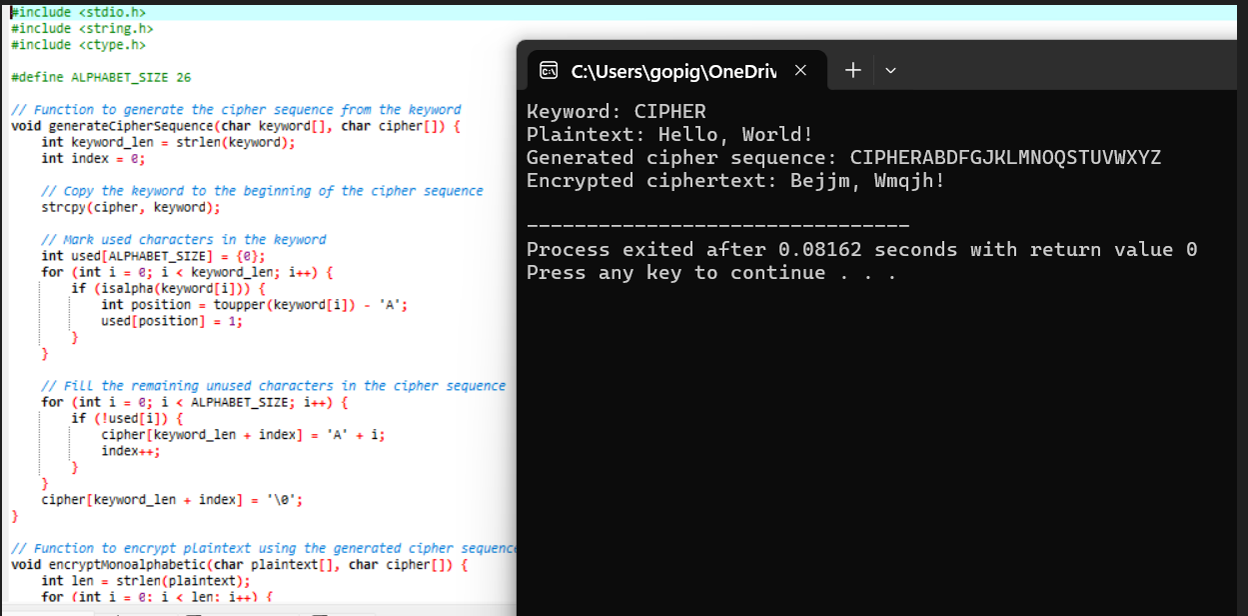 #include <stdio.h>
#include <string.h>
#include <ctype.h>
#define ALPHABET_SIZE 26
// Function to generate the cipher sequence from the keyword
void generateCipherSequence(char keyword[], char cipher[]) {
    int keyword_len = strlen(keyword);
    int index = 0;
    // Copy the keyword to the beginning of the cipher sequence
    strcpy(cipher, keyword);
    // Mark used characters in the keyword
    int used[ALPHABET_SIZE] = {0};
    for (int i = 0; i < keyword_len; i++) {
        if (isalpha(keyword[i])) {
            int position = toupper(keyword[i]) - 'A';
            used[position] = 1;
        }
    }
    // Fill the remaining unused characters in the cipher sequence
    for (int i = 0; i < ALPHABET_SIZE; i++) {
        if (!used[i]) {
            cipher[keyword_len + index] = 'A' + i;
            index++;
        }
    }
    cipher[keyword_len + index] = '\0';
}
// Function to encrypt plaintext using the generated cipher sequence
void encryptMonoalphabetic(char plaintext[], char cipher[]) {
    int len = strlen(plaintext);
    for (int i = 0; i < len; i++) {
C:\Users\gopig\OneDriv
Keyword: CIPHER
Plaintext: Hello, World!
Generated cipher sequence: CIPHERABDFGJKLMNOQSTUVWXYZ
Encrypted ciphertext: Bejjm, Wmqjh!
--------------------------------
Process exited after 0.08162 seconds with return value 0
Press any key to continue . . .